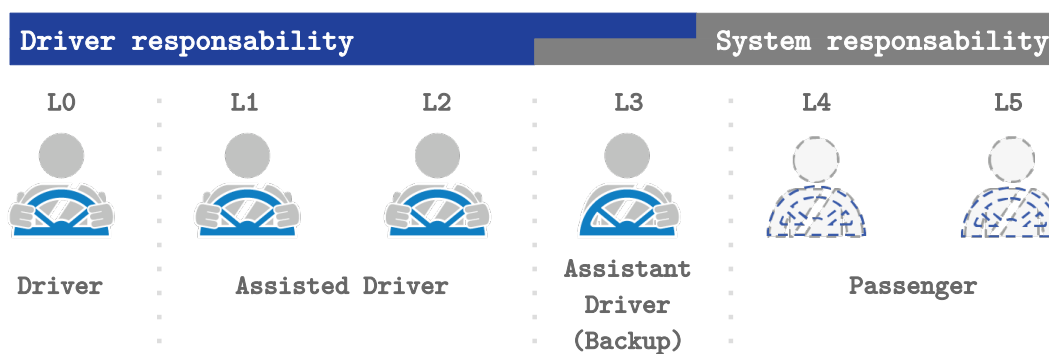 Driver responsability
System responsability
L0
L1
L2
L3
L4
L5
Driver
Assisted Driver
Assistant
Driver
(Backup)
Passenger